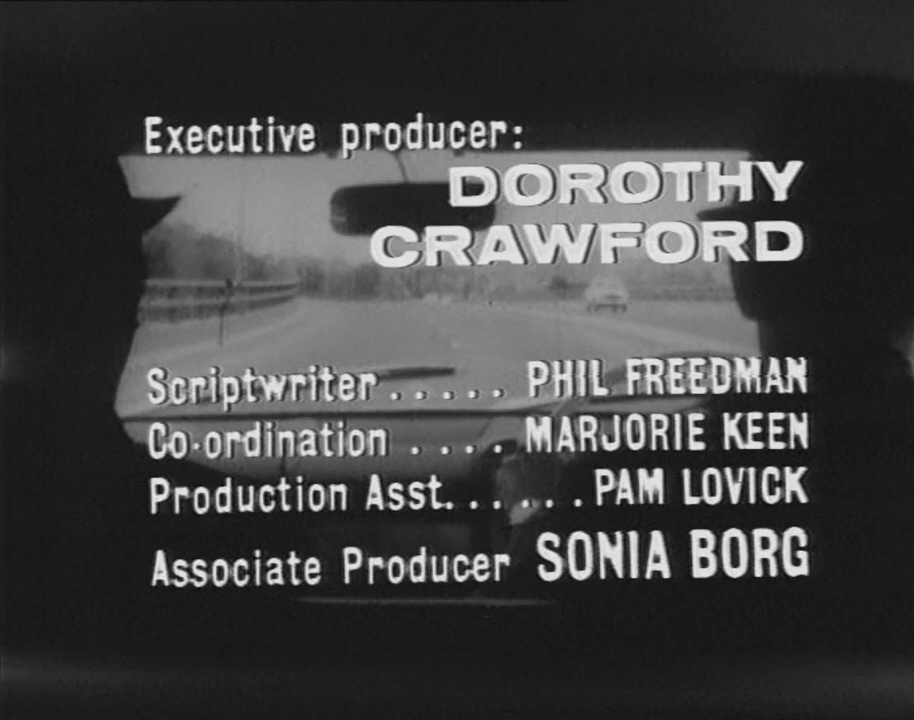 Executive producer:
DOROTHY
CRAWFORD
Scriptwriter ..... PHIL FREEDMAN
Co-ordination .... MARJORIE KEEN
Production Asst...... PAM LOVICK
Associate Producer SONIA BORG